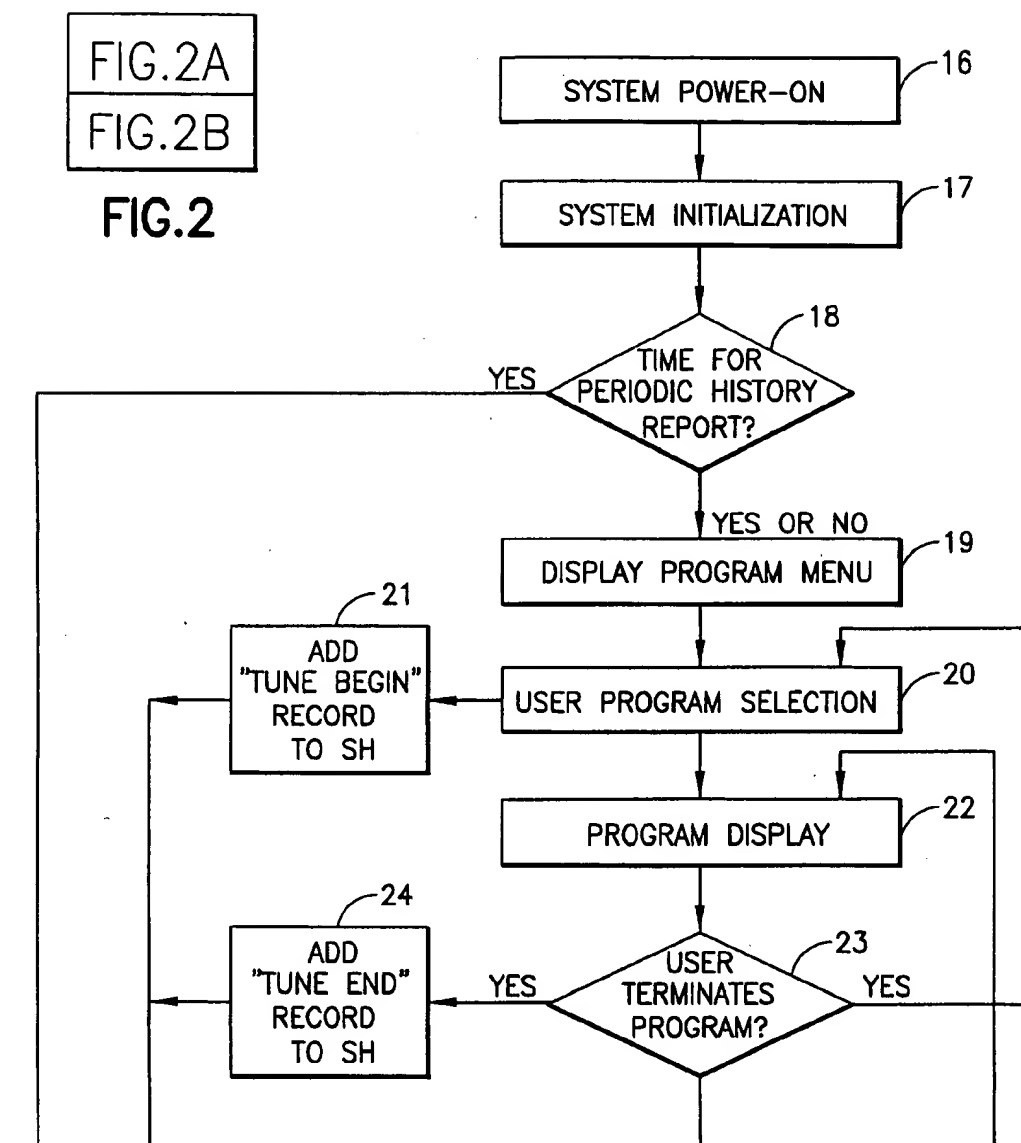 FIG.2A
FIG.2B
FIG.2
SYSTEM POWER-ON
16
SYSTEM INITIALIZATION
17
18
TIME FOR
PERIODIC HISTORY
REPORT?
YES
YES OR NO
DISPLAY PROGRAM MENU
19
21
ADD
"TUNE BEGIN"
RECORD
TO SH
USER PROGRAM SELECTION
20
PROGRAM DISPLAY
22
24
ADD
"TUNE END"
RECORD
TO SH
YES
USER
TERMINATES
PROGRAM?
23
YES